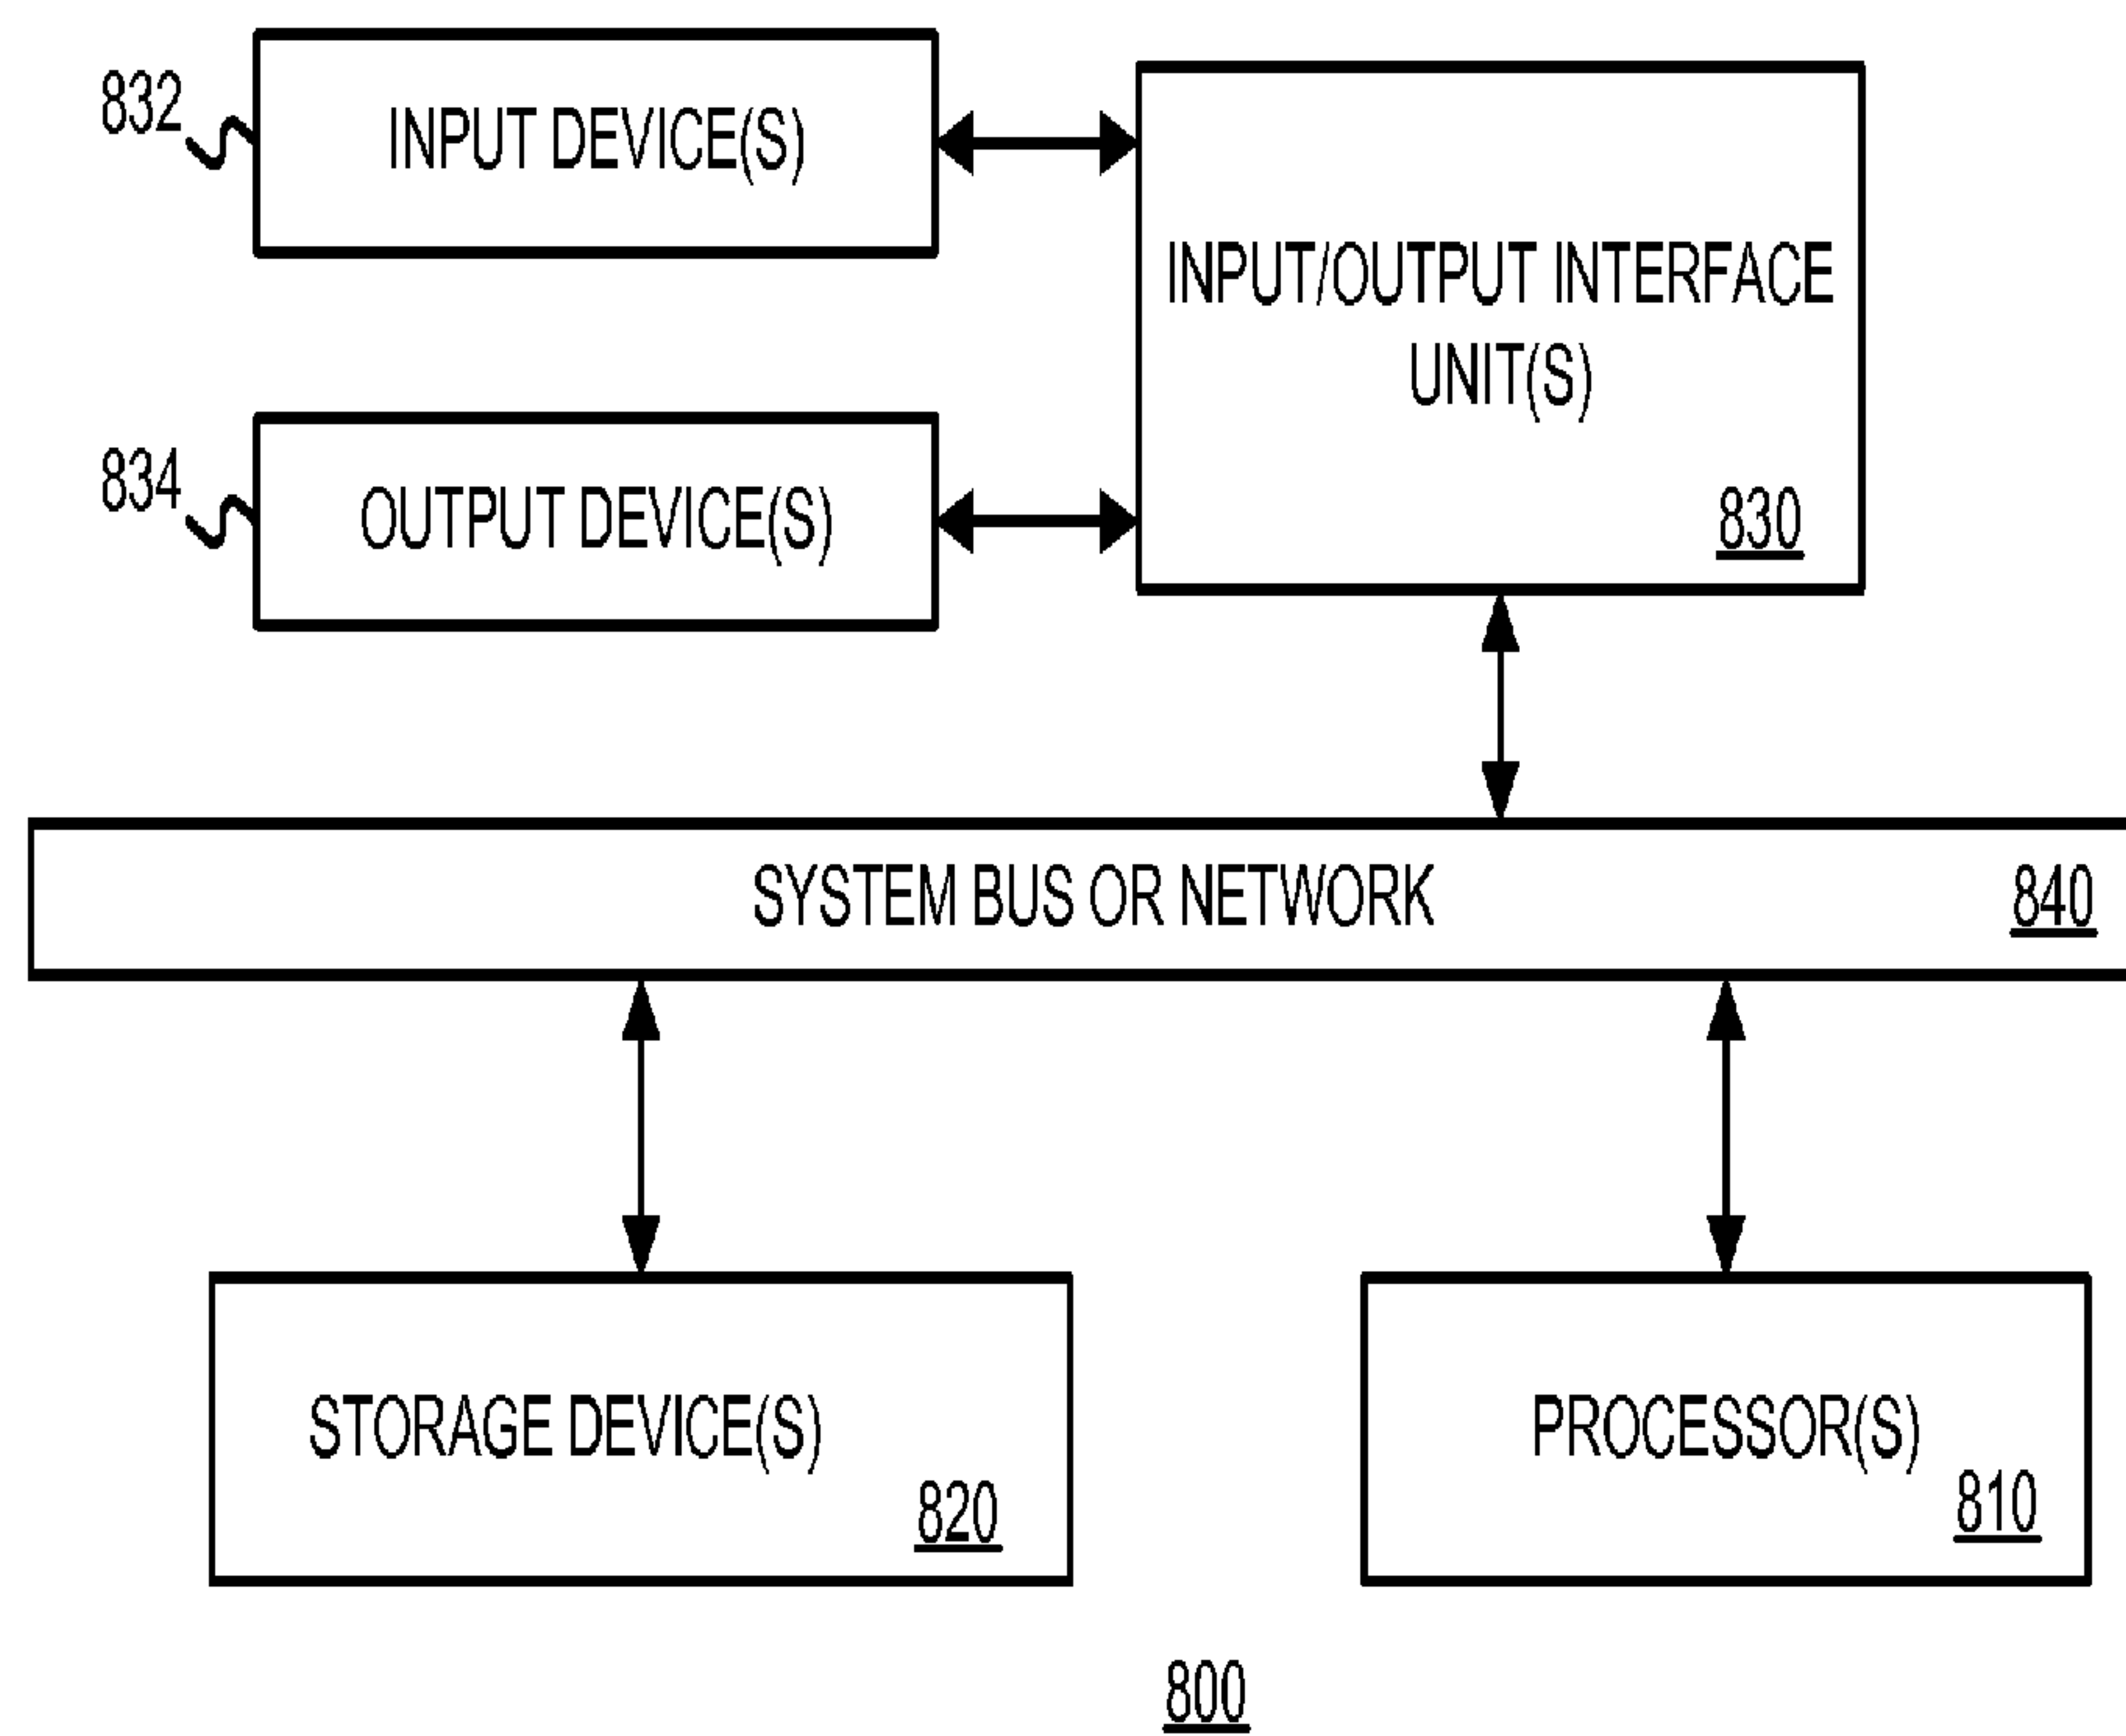 832
INPUT DEVICE(S)
INPUT/OUTPUT INTERFACE
UNIT(S)
830
834
OUTPUT DEVICE(S)
SYSTEM BUS OR NETWORK
840
STORAGE DEVICE(S)
820
PROCESSOR(S)
810
800